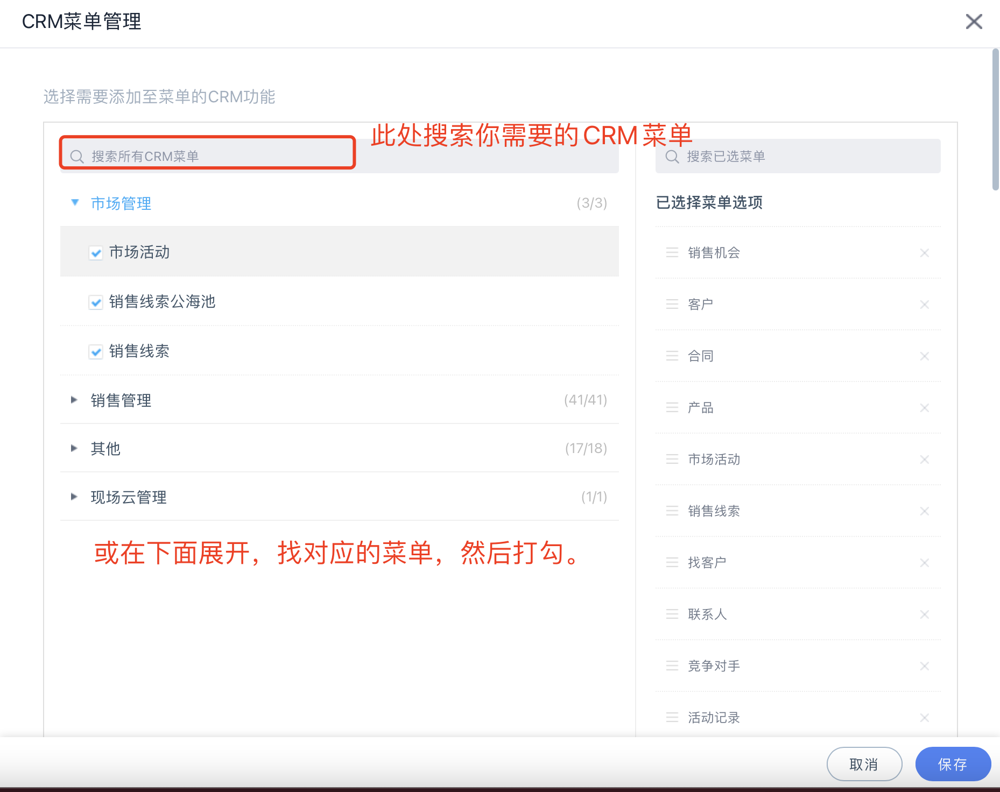 CRM菜单管理
选择需要添加至菜单的CRM功能
此处搜索你需要的CRM菜单
搜索所有CRM菜单
市场管理 (3/3)
市场活动
销售线索公海池
销售线索
销售管理 (41/41)
其他 (17/18)
现场云管理 (1/1)
或在下面展开，找对应的菜单，然后打勾。
搜索已选菜单
已选择菜单选项
销售机会
客户
合同
产品
市场活动
销售线索
找客户
联系人
竞争对手
活动记录
取消
保存